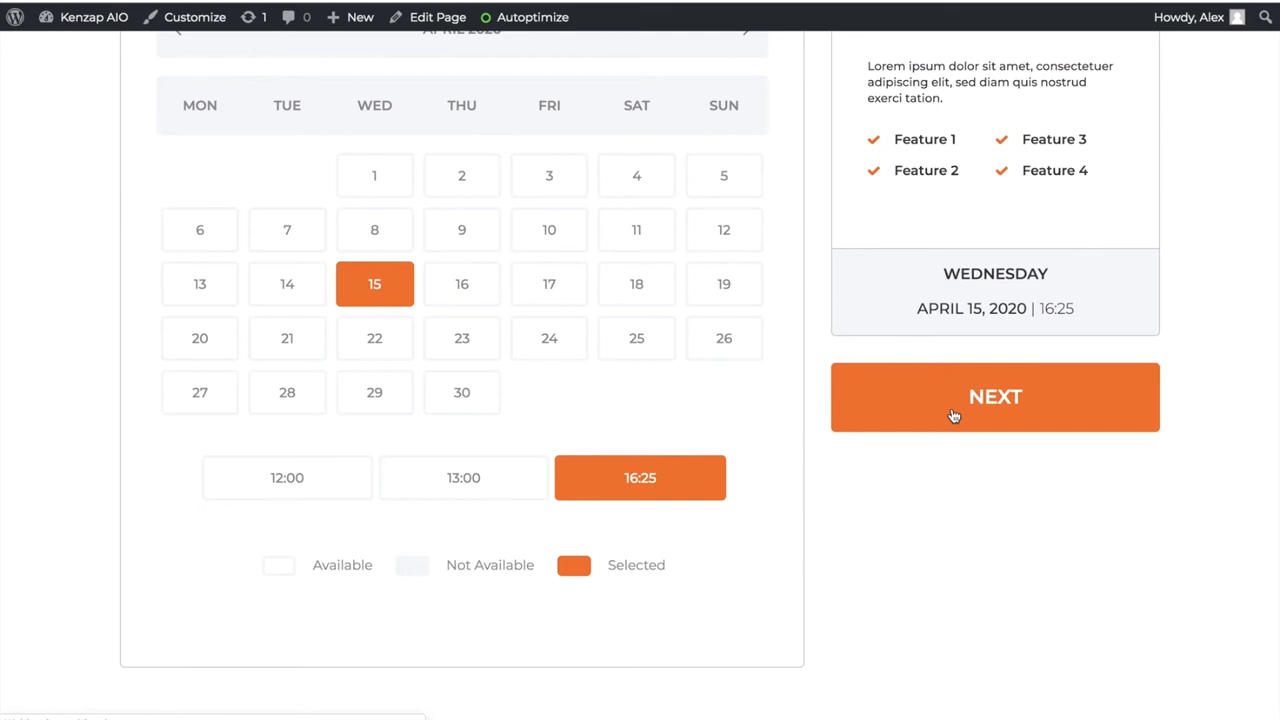 Kenzap AIO Customize 1 0 New Edit Page Autoptimize Howdy, Alex
APRIL 2020
MON TUE WED THU FRI SAT SUN
1 2 3 4 5
6 7 8 9 10 11 12
13 14 15 16 17 18 19
20 21 22 23 24 25 26
27 28 29 30
12:00 13:00 16:25
Available Not Available Selected
Lorem ipsum dolor sit amet, consectetuer
adipiscing elit, sed diam quis nostrud
exerci tation.
Feature 1 Feature 3
Feature 2 Feature 4
WEDNESDAY
APRIL 15, 2020 | 16:25
NEXT